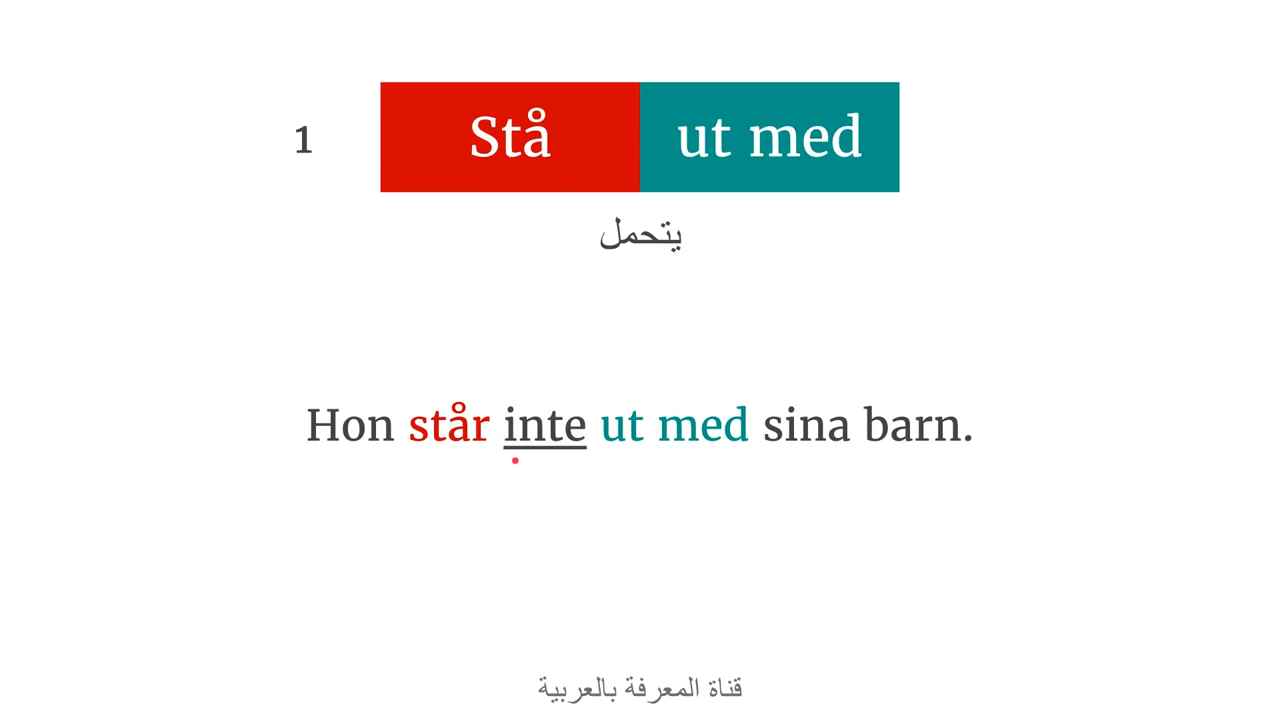 1 Stå ut med
يتحمل
Hon står inte ut med sina barn.
قناة المعرفة بالعربية